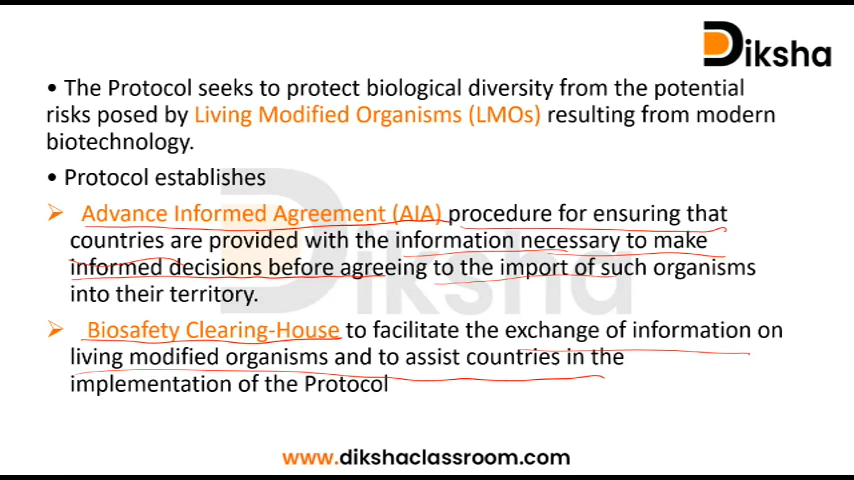 Diksha
• The Protocol seeks to protect biological diversity from the potential
risks posed by Living Modified Organisms (LMOs) resulting from modern
biotechnology.
• Protocol establishes
➢ Advance Informed Agreement (AIA) procedure for ensuring that
countries are provided with the information necessary to make
informed decisions before agreeing to the import of such organisms
into their territory.
➢ Biosafety Clearing-House to facilitate the exchange of information on
living modified organisms and to assist countries in the
implementation of the Protocol
Diksha
www.dikshaclassroom.com